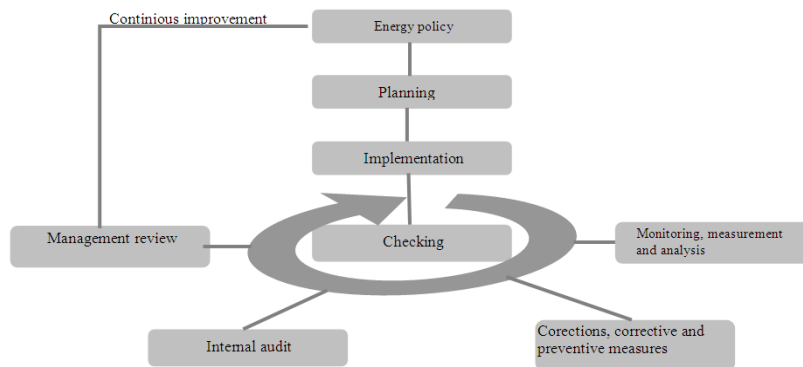 Continious improvement
Energy policy
Planning
Implementation
Management review
Checking
Monitoring, measurement
and analysis
Internal audit
Corections, corrective and
preventive measures